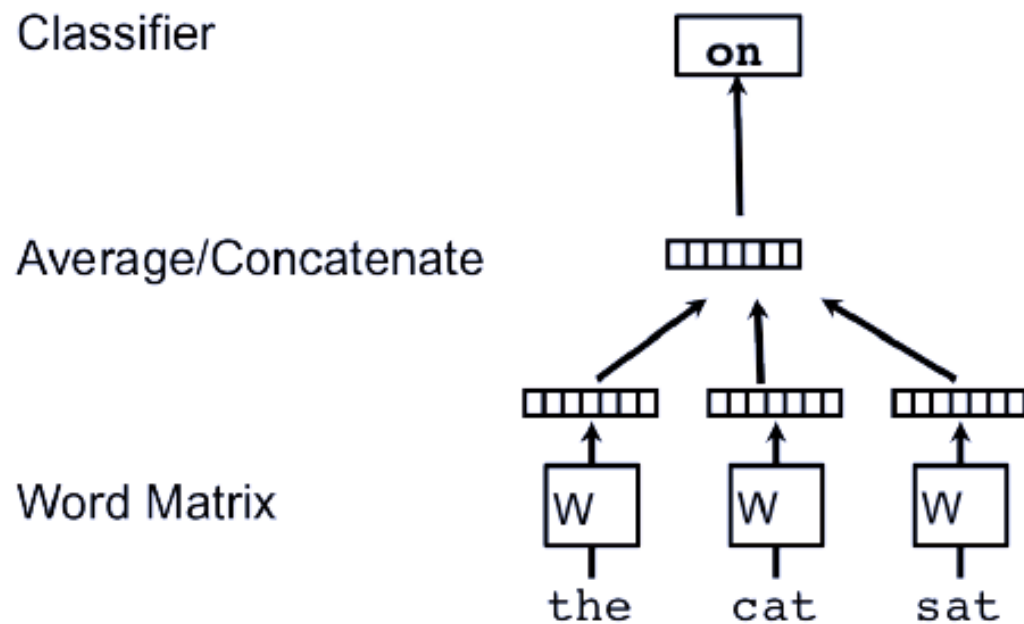 Classifier
on
Average/Concatenate
Word Matrix
W W W
the cat sat